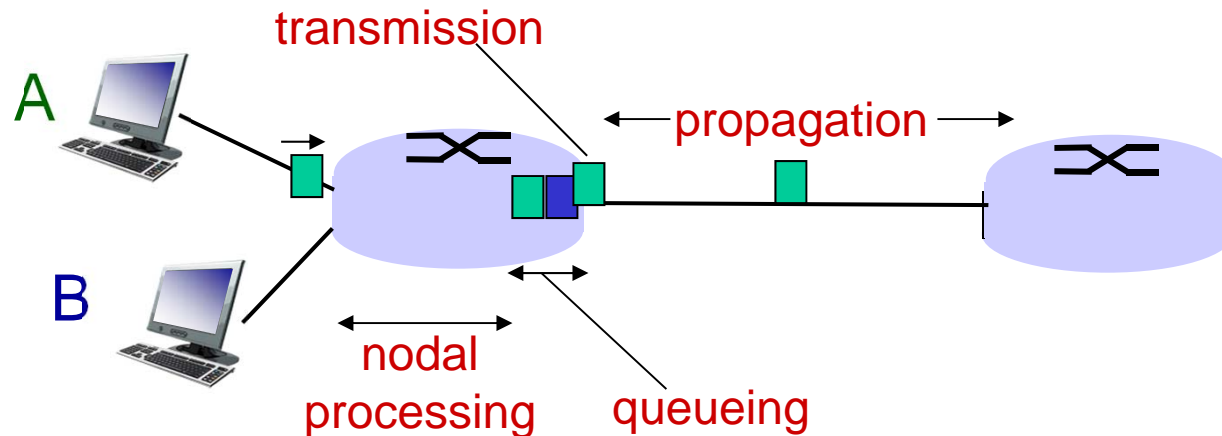 transmission
A
propagation
B
nodal
processing
queueing